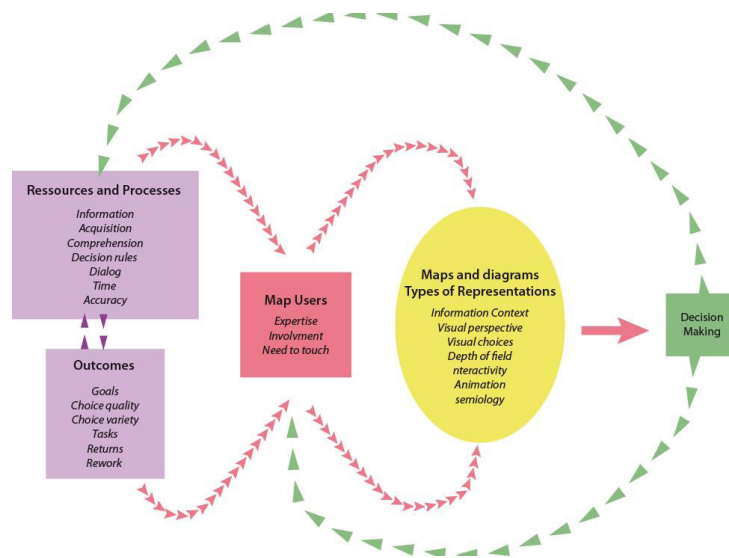 Ressources and Processes
Information
Acquisition
Comprehension
Decision rules
Dialog
Time
Accuracy
Outcomes
Goals
Choice quality
Choice variety
Tasks
Returns
Rework
Map Users
Expertise
Involvment
Need to touch
Maps and diagrams
Types of Representations
Information Context
Visual perspective
Visual choices
Depth of field
nteractivity
Animation
semiology
Decision
Making